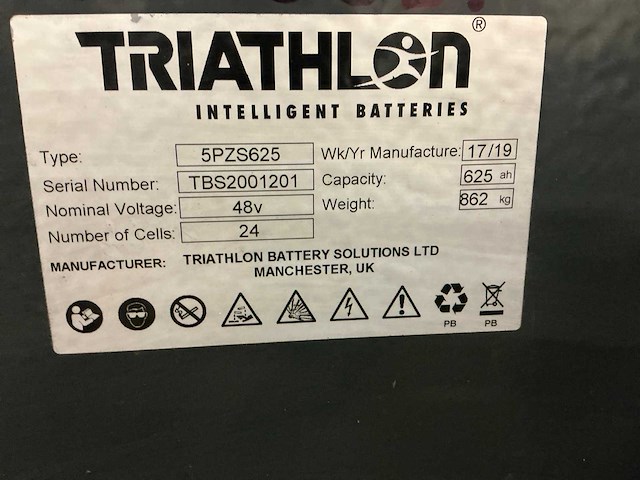 TRIATHLON®
INTELLIGENT BATTERIES
Type: 5PZS625 Wk/Yr Manufacture: 17/19
Serial Number: TBS2001201 Capacity: 625 ah
Nominal Voltage: 48v Weight: 862 kg
Number of Cells: 24
MANUFACTURER: TRIATHLON BATTERY SOLUTIONS LTD
MANCHESTER, UK
PB PB